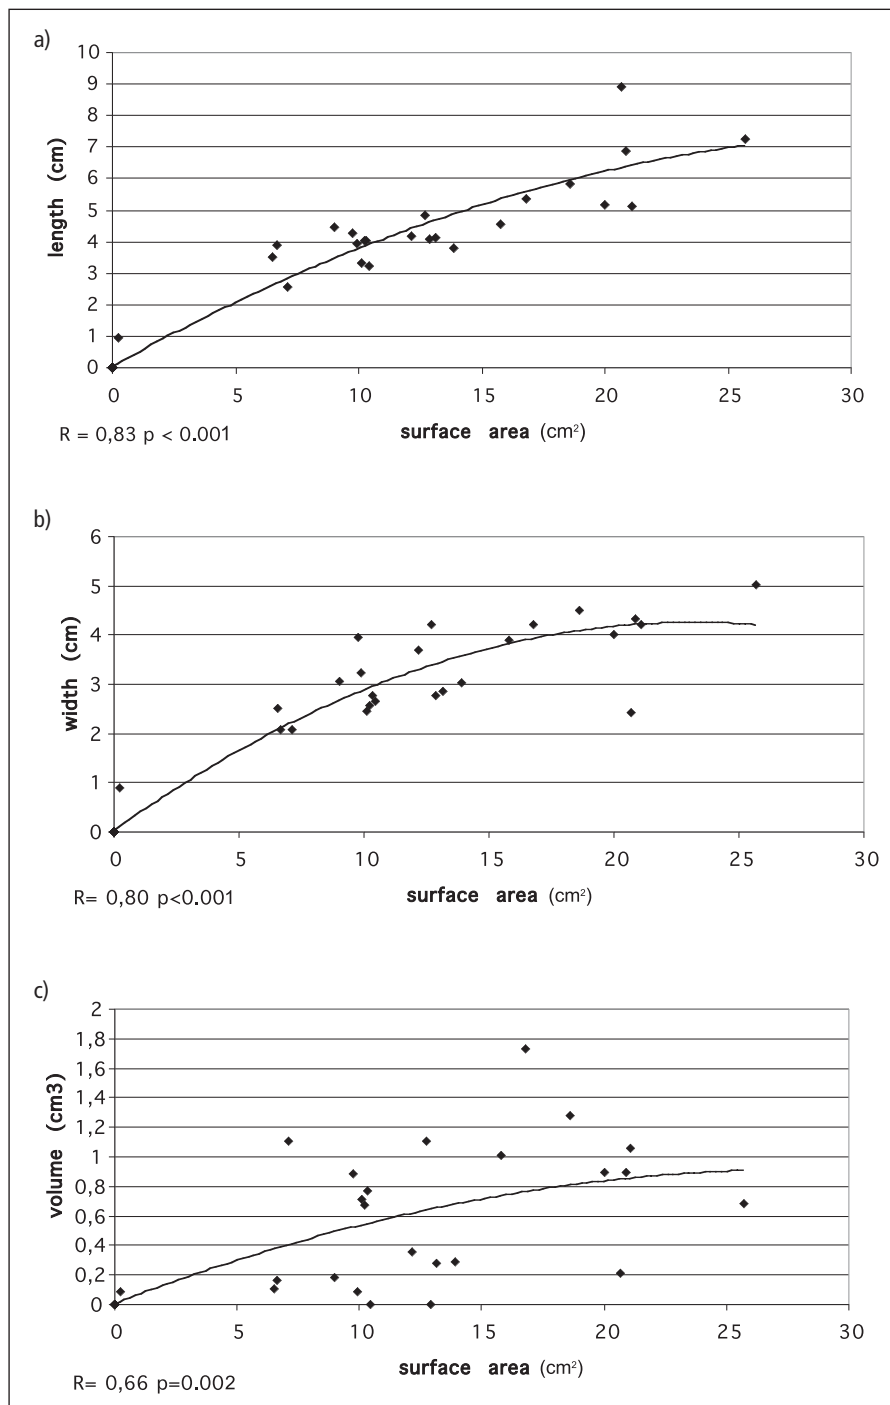 a)
10
9
8
7
6
5
4
3
2
1
0
length (cm)
0 5 10 15 20 25 30
R = 0,83 p < 0.001
surface area (cm²)
b)
6
5
4
3
2
1
0
width (cm)
0 5 10 15 20 25 30
R= 0,80 p<0.001
surface area (cm²)
c)
2
1,8
1,6
1,4
1,2
1
0,8
0,6
0,4
0,2
0
volume (cm3)
0 5 10 15 20 25 30
R= 0,66 p=0.002
surface area (cm²)